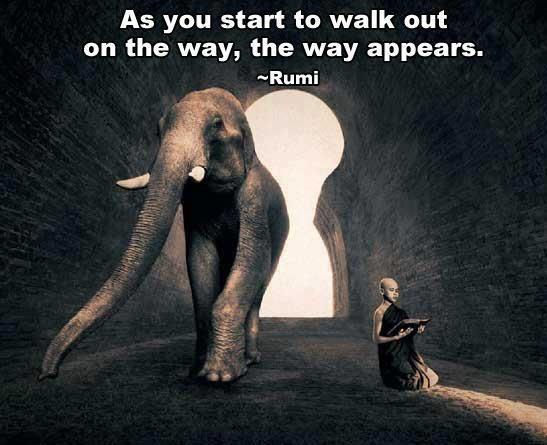 As you start to walk out
on the way, the way appears.
~Rumi